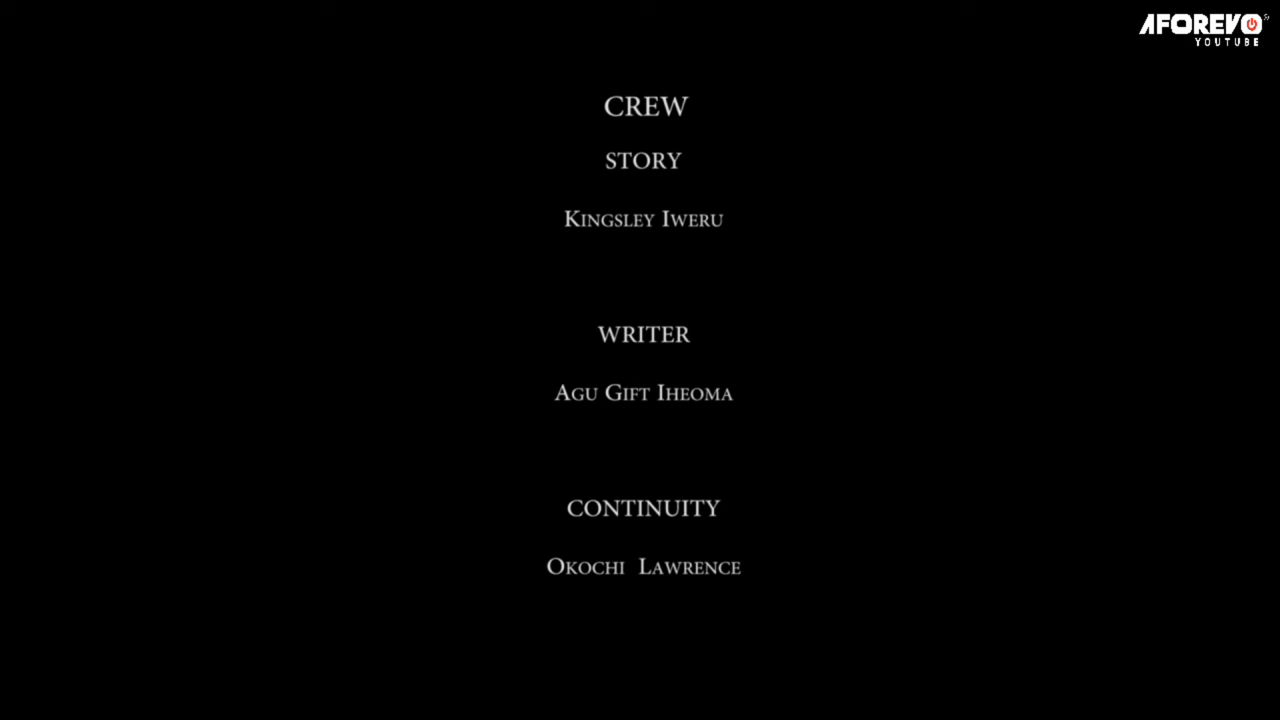 AFOREVO
YOUTUBE
CREW
STORY
KINGSLEY IWERU
WRITER
AGU GIFT IHEOMA
CONTINUITY
OKOCHI LAWRENCE